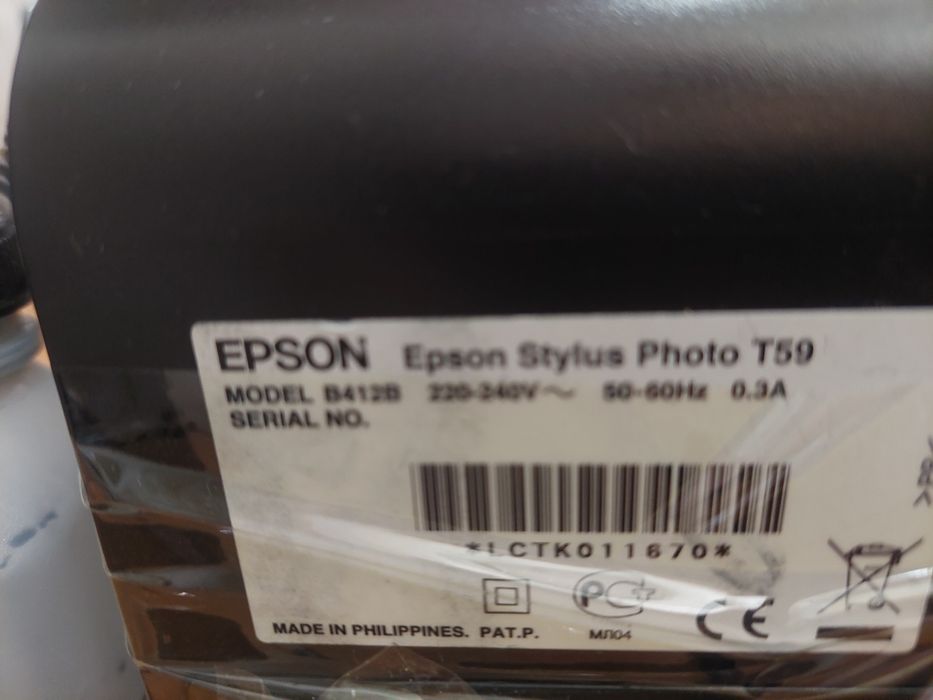 EPSON Epson Stylus Photo T59
MODEL B412B 220-240V~ 50-60Hz 0.3A
SERIAL NO.
*LCTK011670*
MADE IN PHILIPPINES. PAT.P.
МЛ04
CE